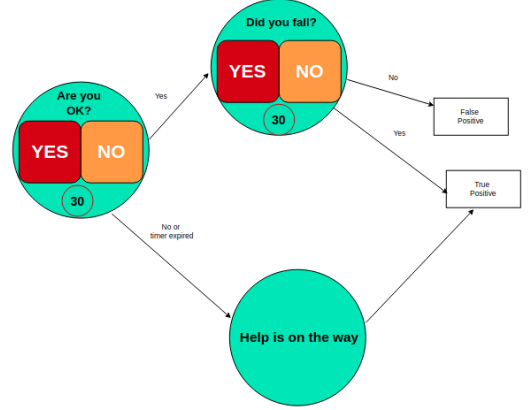 Did you fall?
YES
NO
30
Are you
OK?
YES
NO
30
Yes
No
False
Positive
Yes
True
Positive
No or
timer expired
Help is on the way